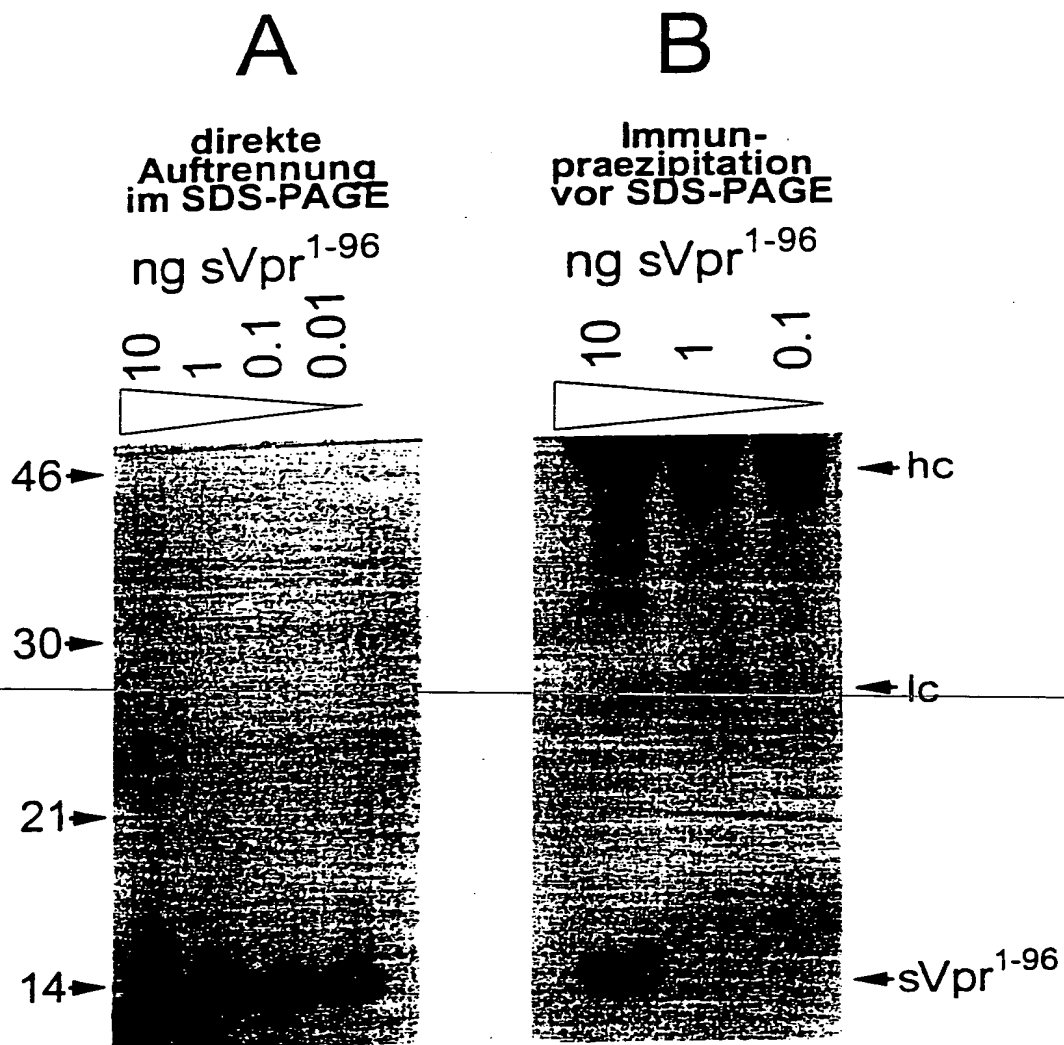 A
direkte
Auftrennung
im SDS-PAGE
ng sVpr1-96
10 1 0.1 0.01
46
30
21
14
B
Immun-
praezipitation
vor SDS-PAGE
ng sVpr1-96
10 1 0.1
hc
lc
sVpr1-96